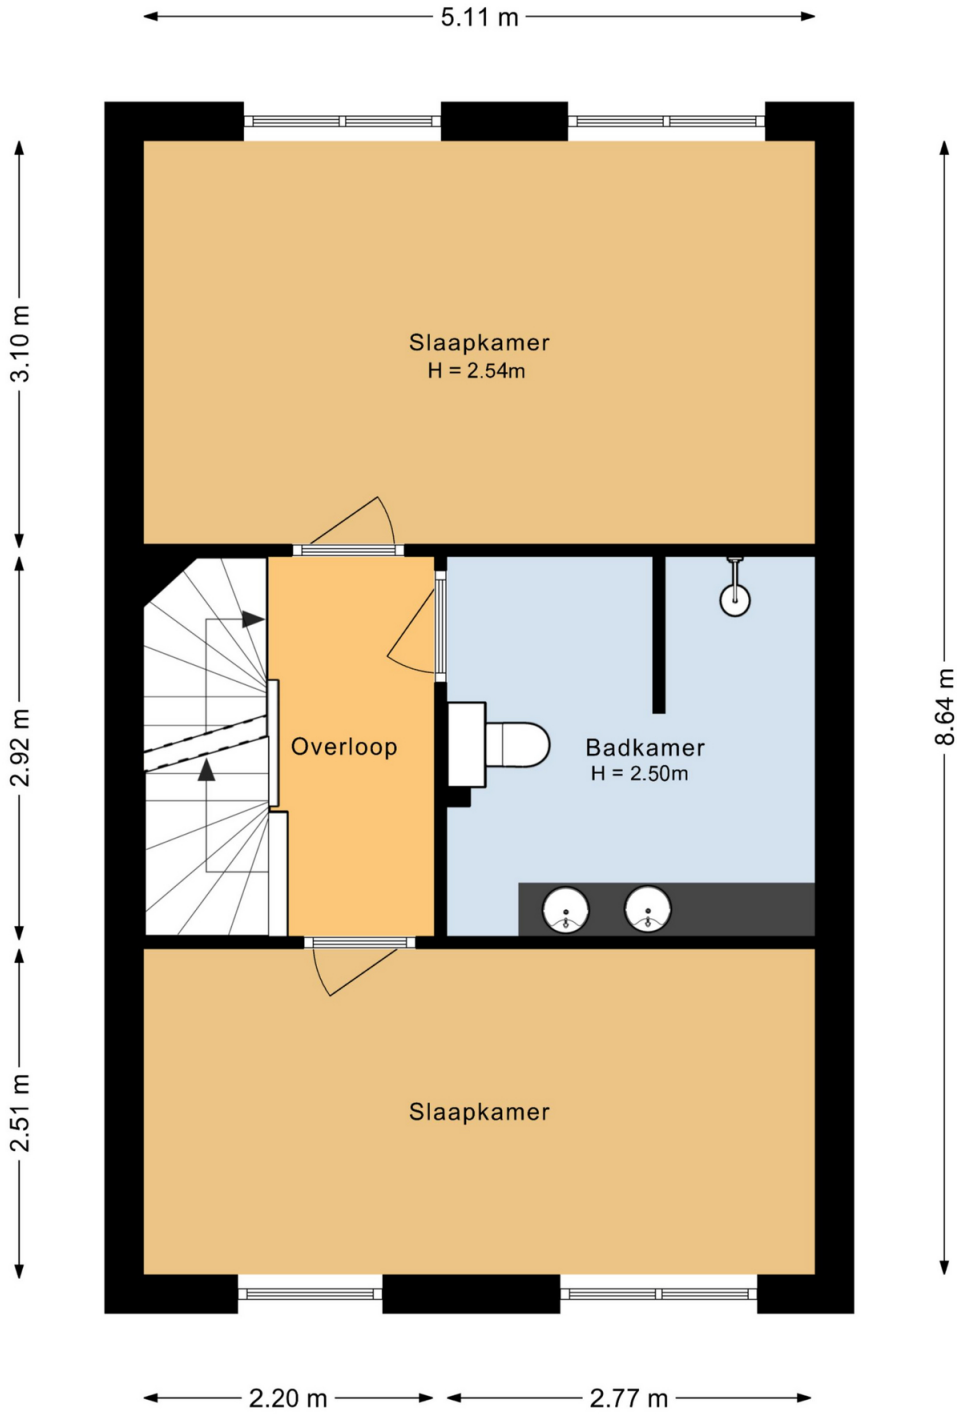 5.11 m
3.10 m
Slaapkamer
H = 2.54m
8.64 m
2.92 m
Overloop
Badkamer
H = 2.50m
2.51 m
Slaapkamer
2.20 m
2.77 m